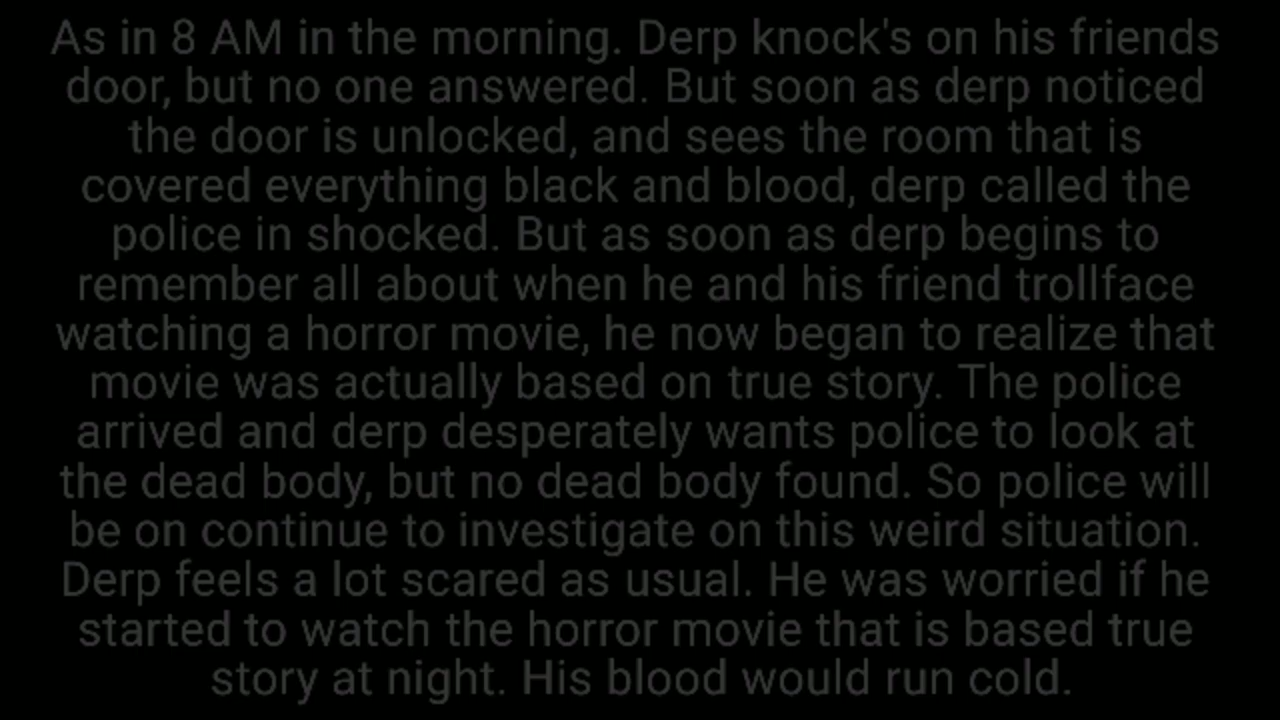 As in 8 AM in the morning. Derp knock's on his friends
door, but no one answered. But soon as derp noticed
the door is unlocked, and sees the room that is
covered everything black and blood, derp called the
police in shocked. But as soon as derp begins to
remember all about when he and his friend trollface
watching a horror movie, he now began to realize that
movie was actually based on true story. The police
arrived and derp desperately wants police to look at
the dead body, but no dead body found. So police will
be on continue to investigate on this weird situation.
Derp feels a lot scared as usual. He was worried if he
started to watch the horror movie that is based true
story at night. His blood would run cold.